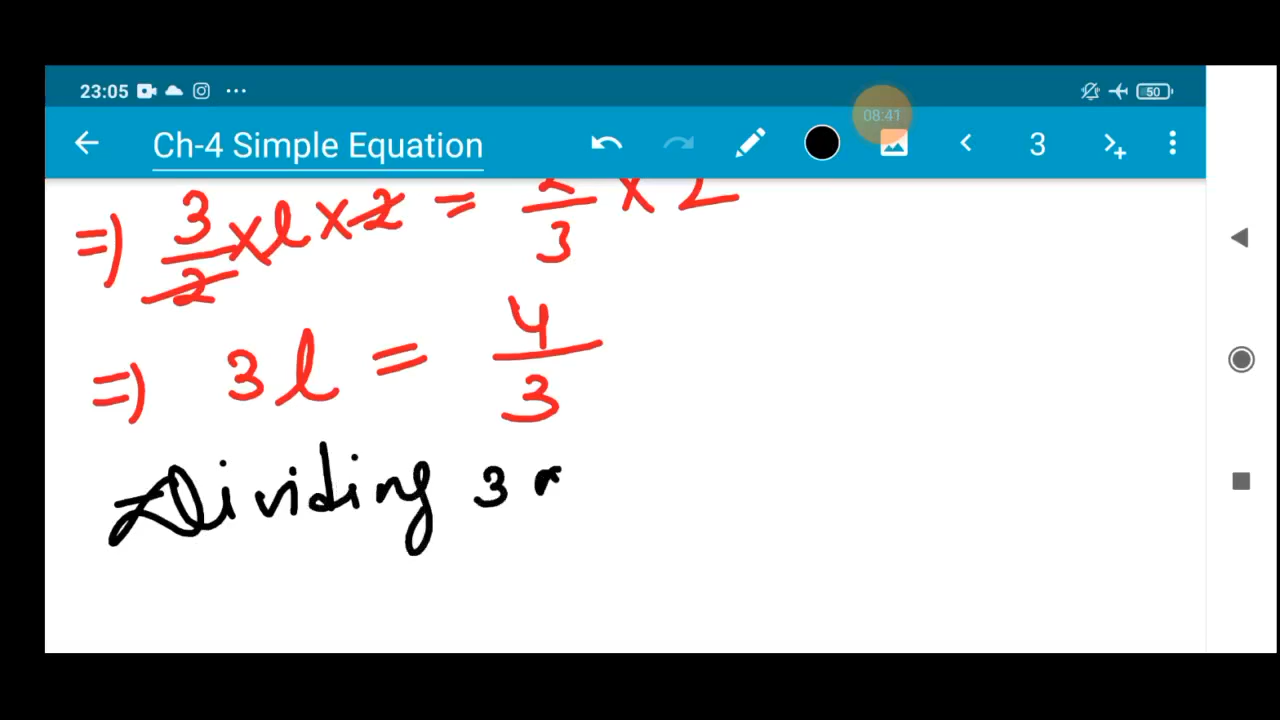 23:05 ... 50
08:41
Ch-4 Simple Equation 3
⇒ 3/2 × l × 2 = 2/3 × 2
⇒ 3l = 4/3
Dividing 3